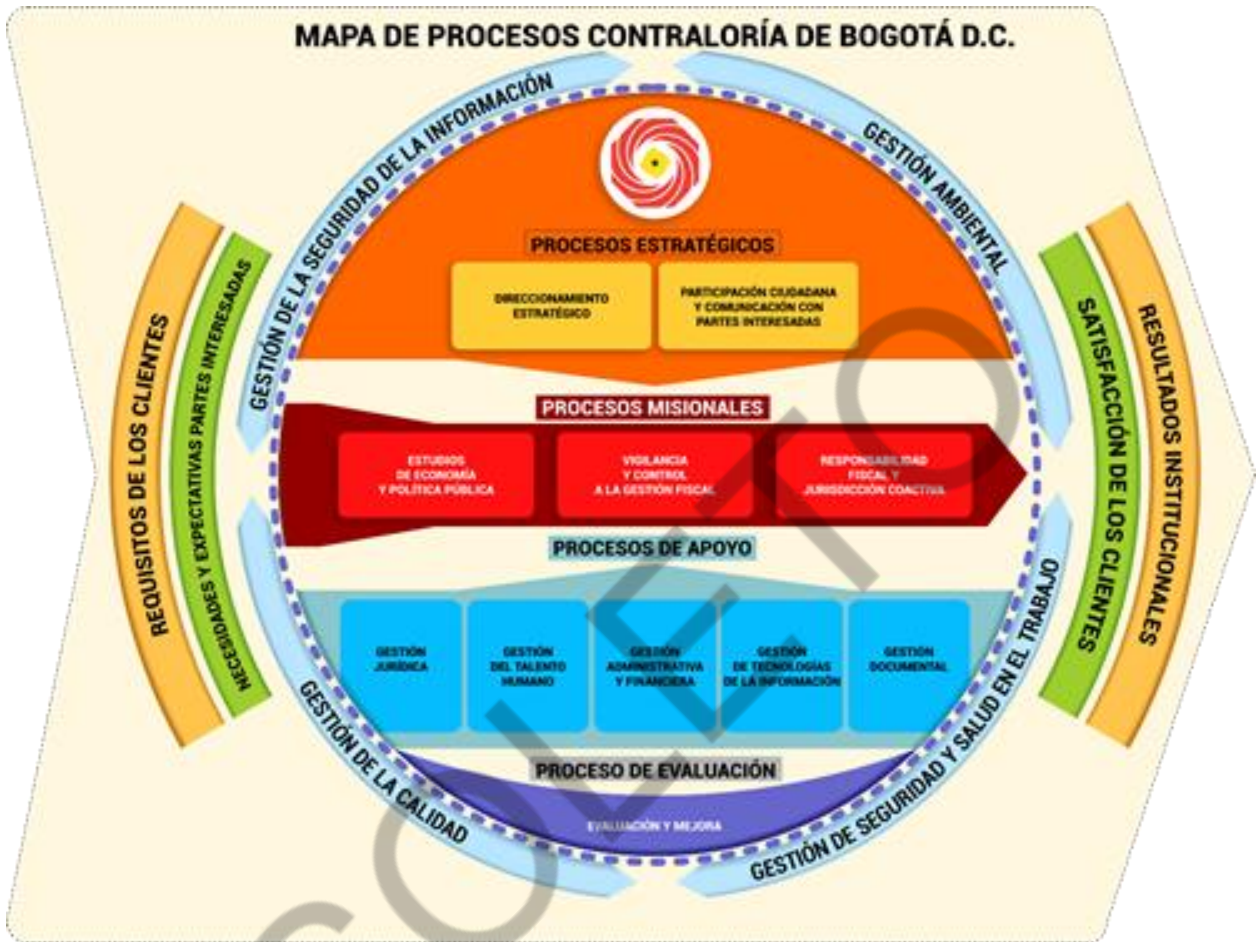 MAPA DE PROCESOS CONTRALORÍA DE BOGOTÁ D.C.
GESTIÓN DE LA SEGURIDAD DE LA INFORMACIÓN
GESTIÓN AMBIENTAL
REQUISITOS DE LOS CLIENTES
NECESIDADES Y EXPECTATIVAS PARTES INTERESADAS
PROCESOS ESTRATÉGICOS
DIRECCIONAMIENTO
ESTRATÉGICO
PARTICIPACIÓN CIUDADANA
Y COMUNICACIÓN CON
PARTES INTERESADAS
PROCESOS MISIONALES
ESTUDIOS
DE ECONOMÍA
Y POLÍTICA PÚBLICA
VIGILANCIA
Y CONTROL
A LA GESTIÓN FISCAL
RESPONSABILIDAD
FISCAL Y
JURISDICCIÓN COACTIVA
PROCESOS DE APOYO
GESTIÓN
JURÍDICA
GESTIÓN
DEL TALENTO
HUMANO
GESTIÓN
ADMINISTRATIVA
Y FINANCIERA
GESTIÓN
DE TECNOLOGÍAS
DE LA INFORMACIÓN
GESTIÓN
DOCUMENTAL
PROCESO DE EVALUACIÓN
EVALUACIÓN Y MEJORA
GESTIÓN DE LA CALIDAD
GESTIÓN DE SEGURIDAD Y SALUD EN EL TRABAJO
SATISFACCIÓN DE LOS CLIENTES
RESULTADOS INSTITUCIONALES
SOLETO